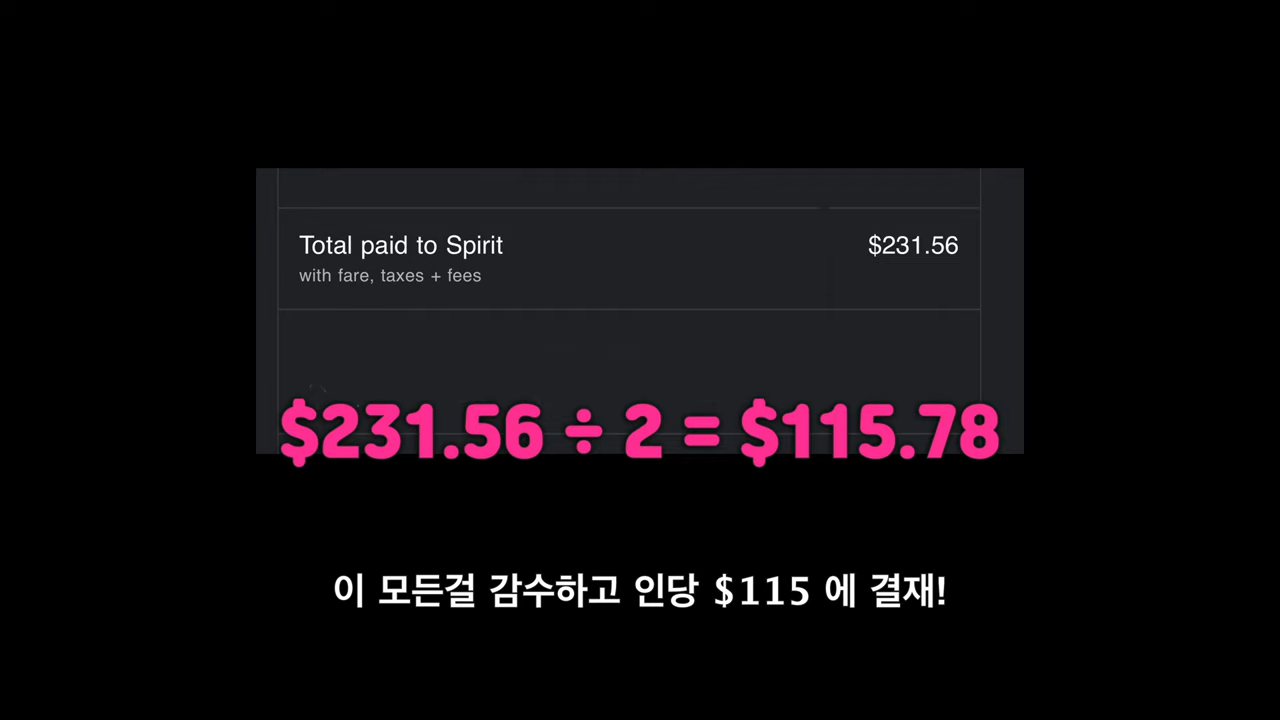 Total paid to Spirit $231.56
with fare, taxes + fees
$231.56 ÷ 2 = $115.78
이 모든걸 감수하고 인당 $115 에 결재!